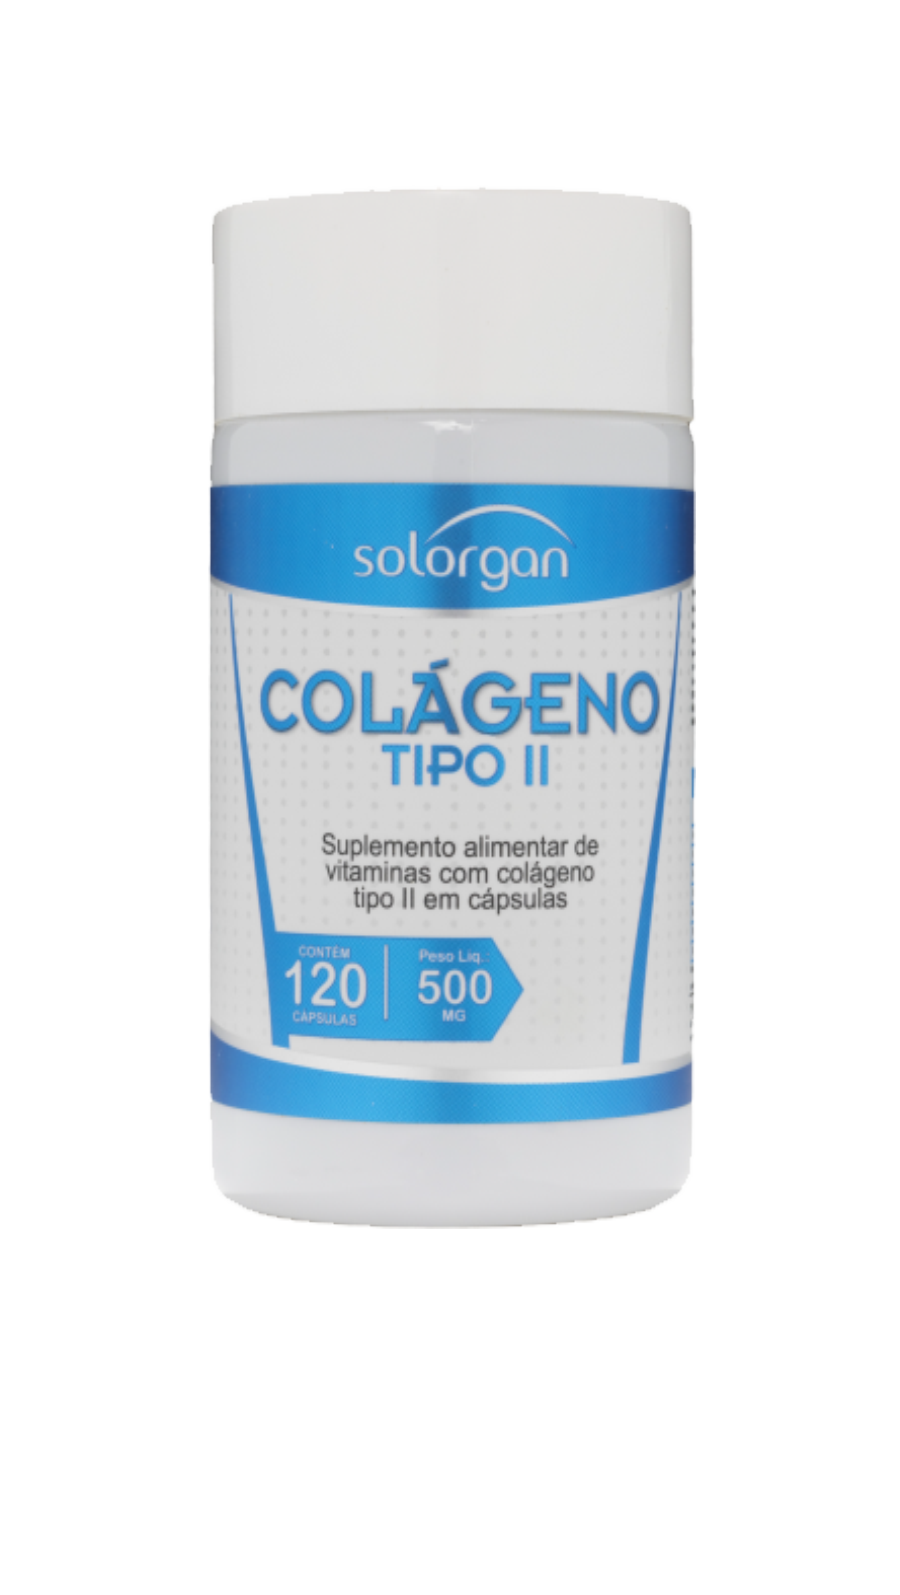 solorgan
COLÁGENO
TIPO II
Suplemento alimentar de
vitaminas com colágeno
tipo II em cápsulas
CONTÉM
120
CÁPSULAS
Peso Líq.:
500
MG